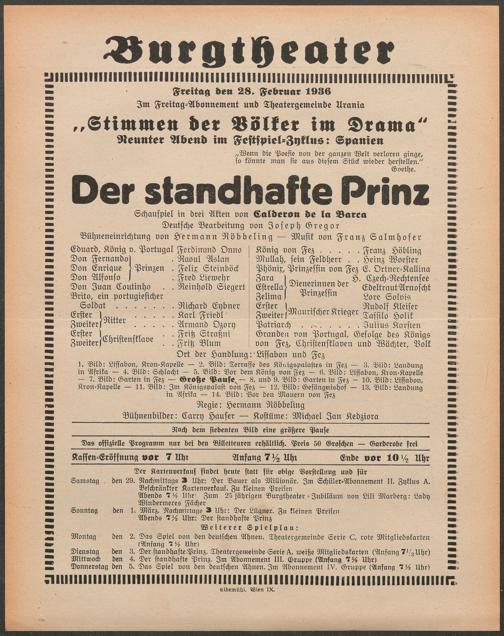 Burgtheater
Freitag den 28. Februar 1936
Im Freitag-Abonnement und Theatergemeinde Urania
„Stimmen der Völker im Drama“
Neunter Abend im Festspiel-Zyklus: Spanien
„Wenn die Poesie von der ganzen Welt verloren ginge,
so könnte man sie aus diesem Stück wieder herstellen.“
Goethe.
Der standhafte Prinz
Schauspiel in drei Akten von Calderon de la Barca
Deutsche Bearbeitung von Joseph Gregor
Bühneneinrichtung von Hermann Röbbeling — Musik von Franz Salmhofer
Eduard, König v. Portugal Ferdinand Onno
Don Fernando . Raoul Aslan
Don Enrique Prinzen . Felix Steinböck
Don Alfonso . Fred Liewehr
Don Juan Coutinho . . Reinhold Siegert
Brito, ein portugiesischer
Soldat . . . . . . . Richard Eybner
Erster Ritter . . . . . Karl Friedl
Zweiter . . . . . Armand Ozory
Erster Christensklave . . Fritz Straßni
Zweiter . . Fritz Blum
König von Fez . . . . . Franz Höbling
Mullah, sein Feldherr . . Heinz Woester
Phönix, Prinzessin von Fez E. Ortner-Kallina
Zara Dienerinnen der Prinzessin H. Czech-Rechtensee
Estrella Edeltraut Arnoscht
Zelima Lore Solvis
Erster Maurischer Krieger Rudolf Kleiser
Zweiter Tassilo Holik
Patriarch . . . . . Julius Karsten
Granden von Portugal, Gefolge des Königs
von Fez, Christensklaven und Wächter, Volk
Ort der Handlung: Lissabon und Fez
1. Bild: Lissabon, Kron-Kapelle — 2. Bild: Terrasse des Königspalastes in Fez — 3. Bild: Landung
in Afrika — 4. Bild: Schlacht — 5. Bild: Vor dem König von Fez — 6. Bild: Lissabon, Kron-Kapelle
— 7. Bild: Garten in Fez — Große Pause — 8. und 9. Bild: Garten in Fez — 10. Bild: Lissabon,
Kron-Kapelle — 11. Bild: Im Königspalast von Fez — 12. Bild: Gefängnishof — 13. Bild: Landung
in Afrika — 14. Bild: Vor den Mauern von Fez
Regie: Hermann Röbbeling
Bühnenbilder: Carry Hauser — Kostüme: Michael Jan Kedziora
Nach dem siebenten Bild eine größere Pause
Das offizielle Programm nur bei den Billetteuren erhältlich. Preis 50 Groschen — Garderobe frei
Kassen-Eröffnung vor 7 Uhr Anfang 7½ Uhr Ende vor 10½ Uhr
Der Kartenverkauf findet heute statt für obige Vorstellung und für
Samstag den 29. Nachmittags 3 Uhr: Der Bauer als Millionär. Im Schüler-Abonnement II. Zyklus A.
Beschränkter Kartenverkauf. Zu kleinen Preisen
Abends 7½ Uhr: Zum 25 jährigen Burgtheater-Jubiläum von Lili Marberg: Lady
Windermeres Fächer
Sonntag den 1. März, Nachmittags 3 Uhr: Der Lügner. Zu kleinen Preisen
Abends 7½ Uhr: Der standhafte Prinz
Weiterer Spielplan:
Montag den 2. Das Spiel von den deutschen Ahnen. Theatergemeinde Serie C, rote Mitgliedskarten
(Anfang 7½ Uhr)
Dienstag den 3. Der standhafte Prinz. Theatergemeinde Serie A, weiße Mitgliedskarten (Anfang 7½ Uhr)
Mittwoch den 4. Der standhafte Prinz. Im Abonnement III. Gruppe (Anfang 7½ Uhr)
Donnerstag den 5. Das Spiel von den deutschen Ahnen. Im Abonnement IV. Gruppe (Anfang 7½ Uhr)
Elbemühl, Wien IX.